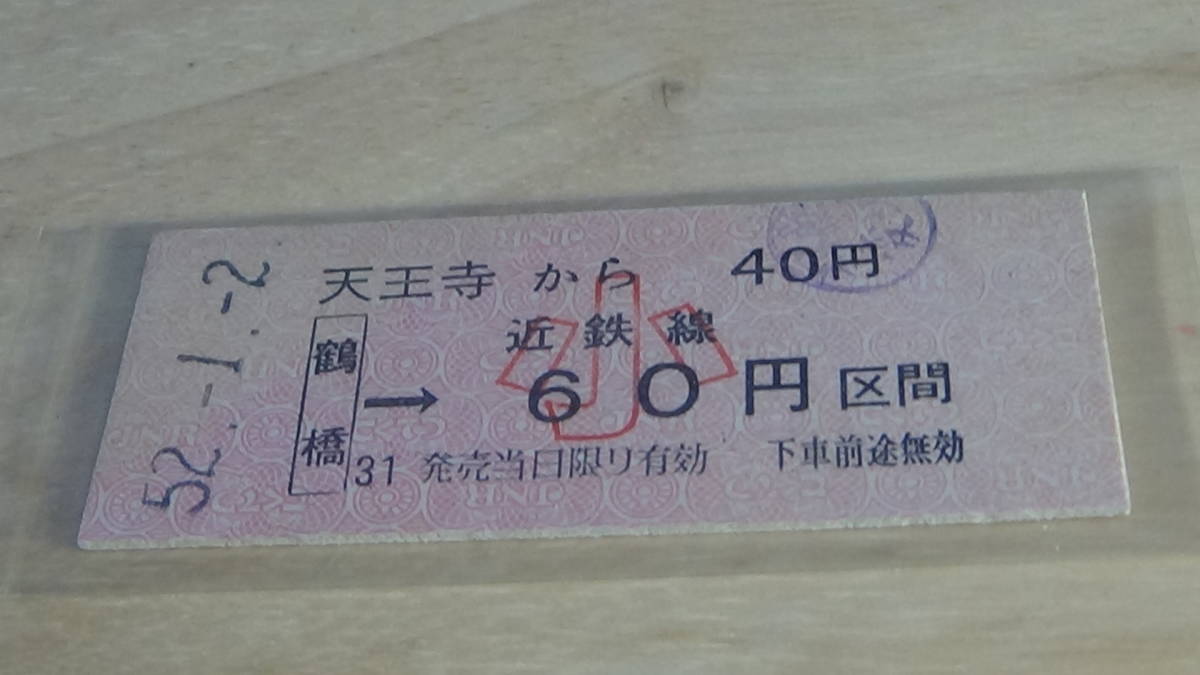 52.-1.-2
天王寺 から 40円
鶴橋
→
近鉄線
60円区間
小
31 発売当日限り有効 下車前途無効